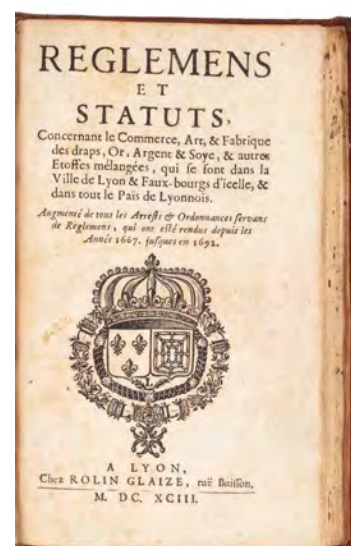 REGLEMENS
ET
STATUTS,
Concernant le Commerce, Art, & Fabrique
des draps, Or, Argent & Soye, & autres
Etoffes mélangées, qui se font dans la
Ville de Lyon & Faux-bourgs d'icelle, &
dans tout le Païs de Lyonnois.
Augmenté de tous les Arrests & Ordonnances servans
de Reglemens, qui ont esté rendus depuis les
Annés 1667. jusques en 1692.
A LYON,
Chez ROLIN GLAIZE, ruë Buisson,
M. DC. XCIII.